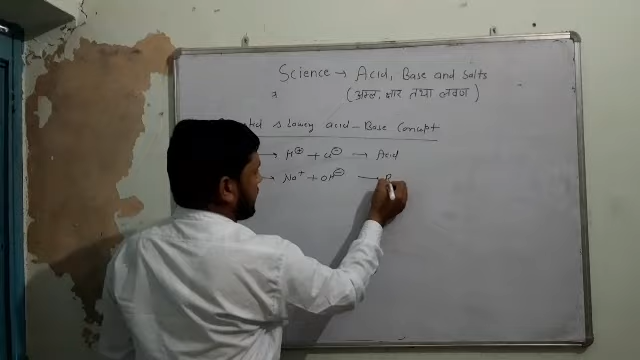 Science → Acid, Base and Salts
(अम्ल, क्षार तथा लवण)
Lowry acid-Base Concept
→ H⊕ + Cl⊖ → Acid
→ Na+ + OH⊖ → B